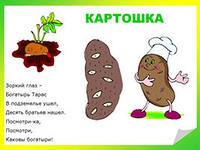 КАРТОШКА
Зоркий глаз –
Богатырь Тарас
В подземелье ушел,
Десять братьев нашел.
Посмотри-ка,
Посмотри,
Каковы богатыри!